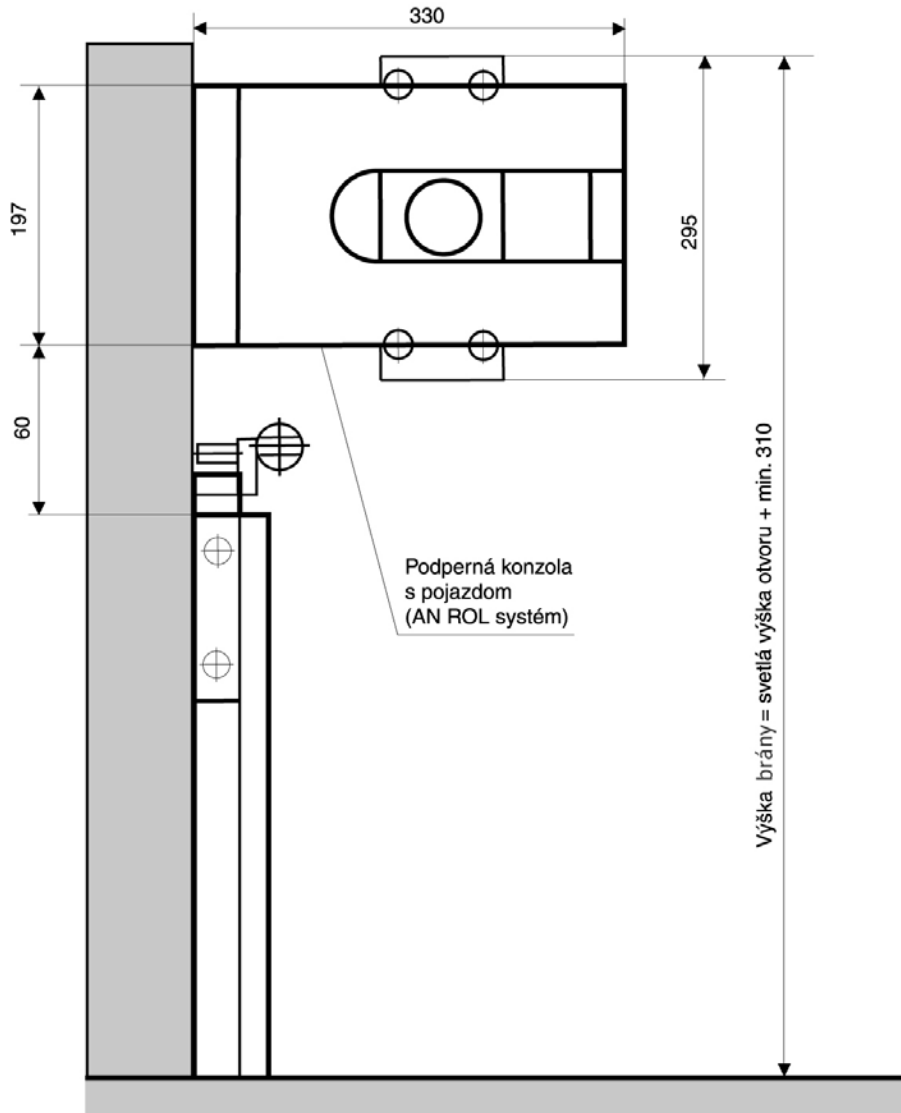 330
197
295
60
Podperná konzola
s pojazdom
(AN ROL systém)
Výška brány = svetlá výška otvoru + min. 310